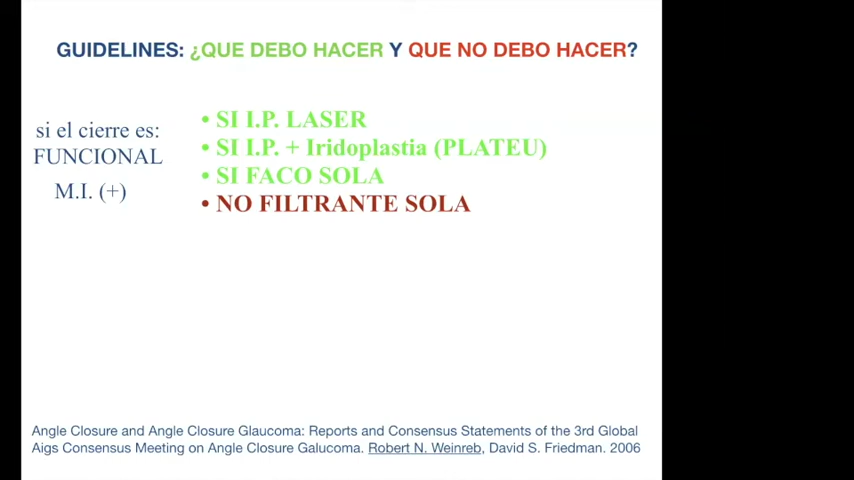 GUIDELINES: ¿QUE DEBO HACER Y QUE NO DEBO HACER?
si el cierre es:
FUNCIONAL
M.I. (+)
• SI I.P. LASER
• SI I.P. + Iridoplastia (PLATEU)
• SI FACO SOLA
• NO FILTRANTE SOLA
Angle Closure and Angle Closure Glaucoma: Reports and Consensus Statements of the 3rd Global
Aigs Consensus Meeting on Angle Closure Galucoma. Robert N. Weinreb, David S. Friedman. 2006